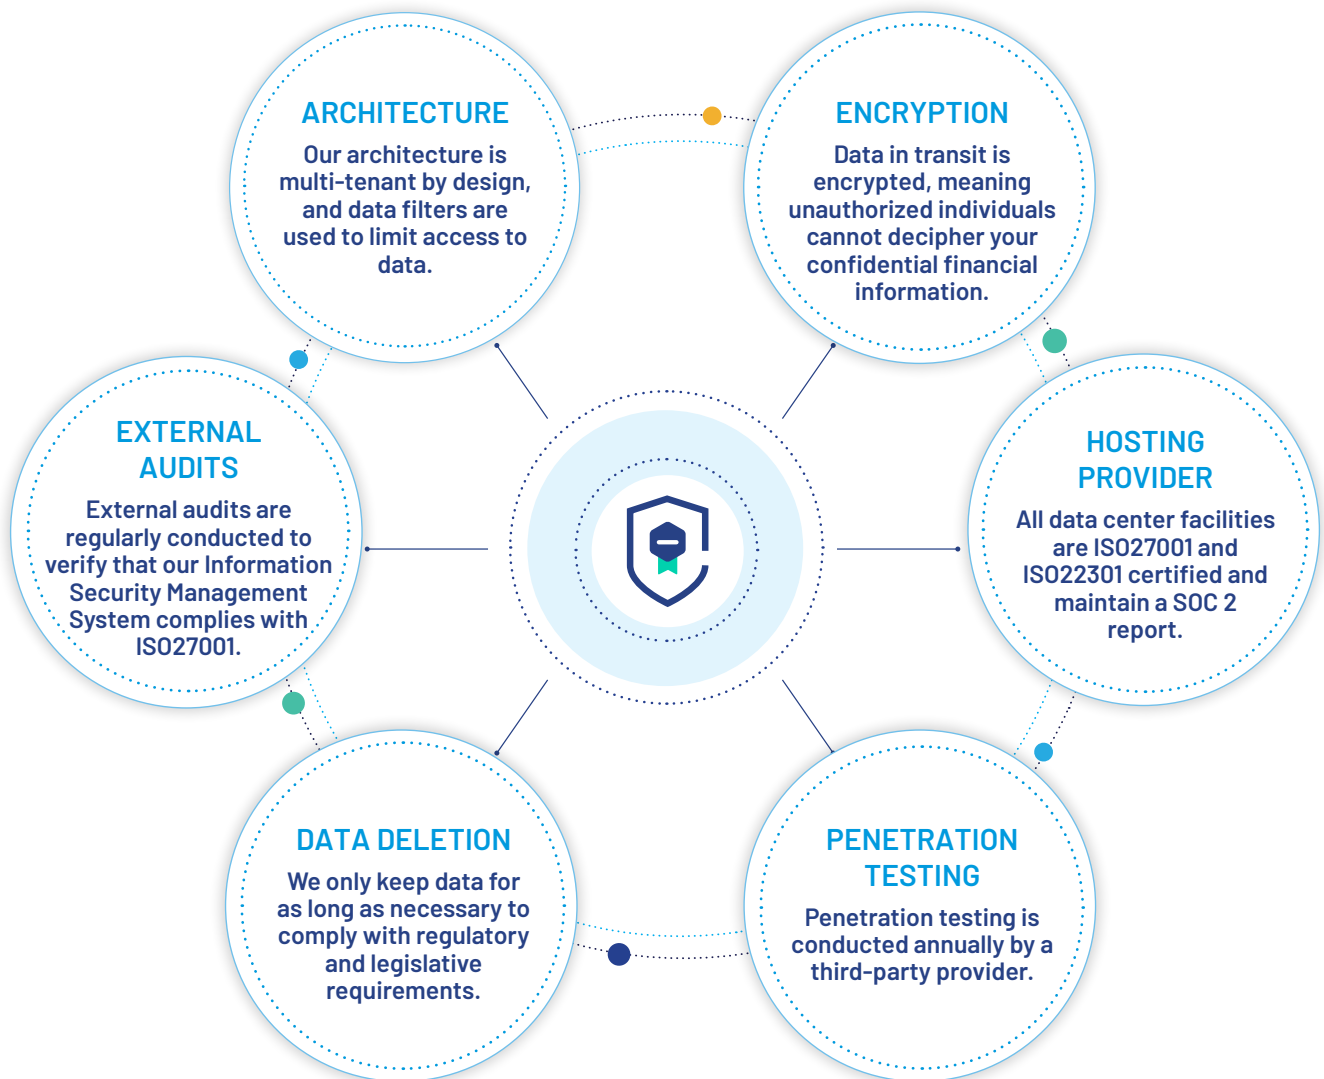 ARCHITECTURE
Our architecture is
multi-tenant by design,
and data filters are
used to limit access to
data.
ENCRYPTION
Data in transit is
encrypted, meaning
unauthorized individuals
cannot decipher your
confidential financial
information.
EXTERNAL
AUDITS
External audits are
regularly conducted to
verify that our Information
Security Management
System complies with
ISO27001.
HOSTING
PROVIDER
All data center facilities
are ISO27001 and
ISO22301 certified and
maintain a SOC 2
report.
DATA DELETION
We only keep data for
as long as necessary to
comply with regulatory
and legislative
requirements.
PENETRATION
TESTING
Penetration testing is
conducted annually by a
third-party provider.